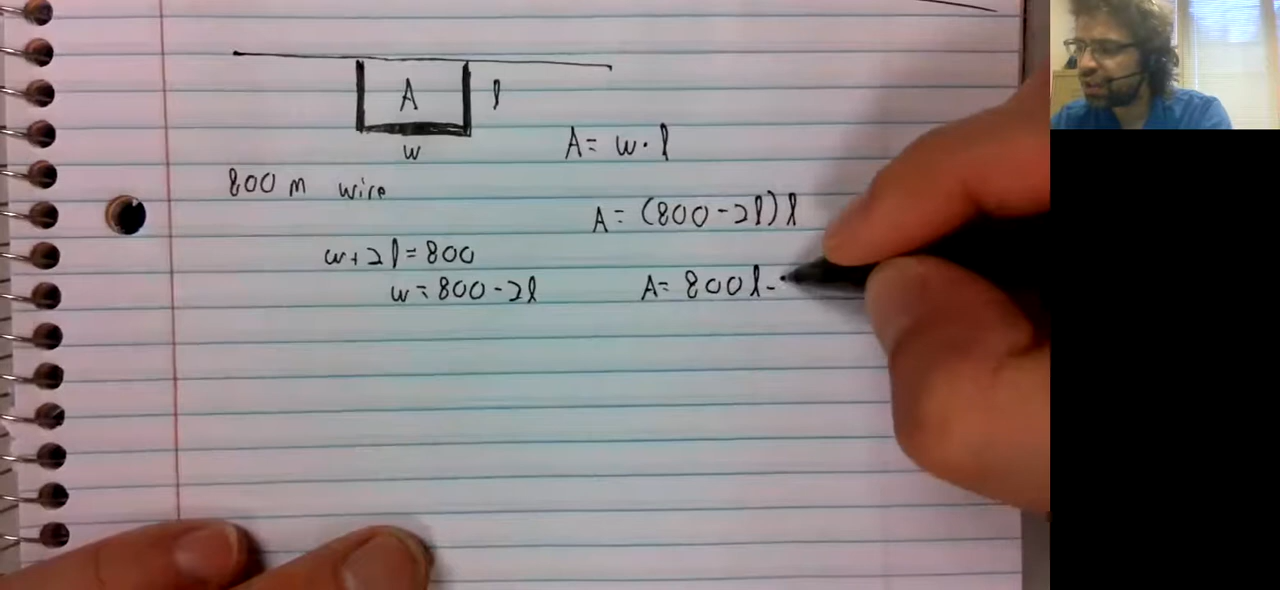 A
l
w
A = w · l
800 m wire
A = (800 - 2l) l
w + 2l = 800
w = 800 - 2l
A = 800l -